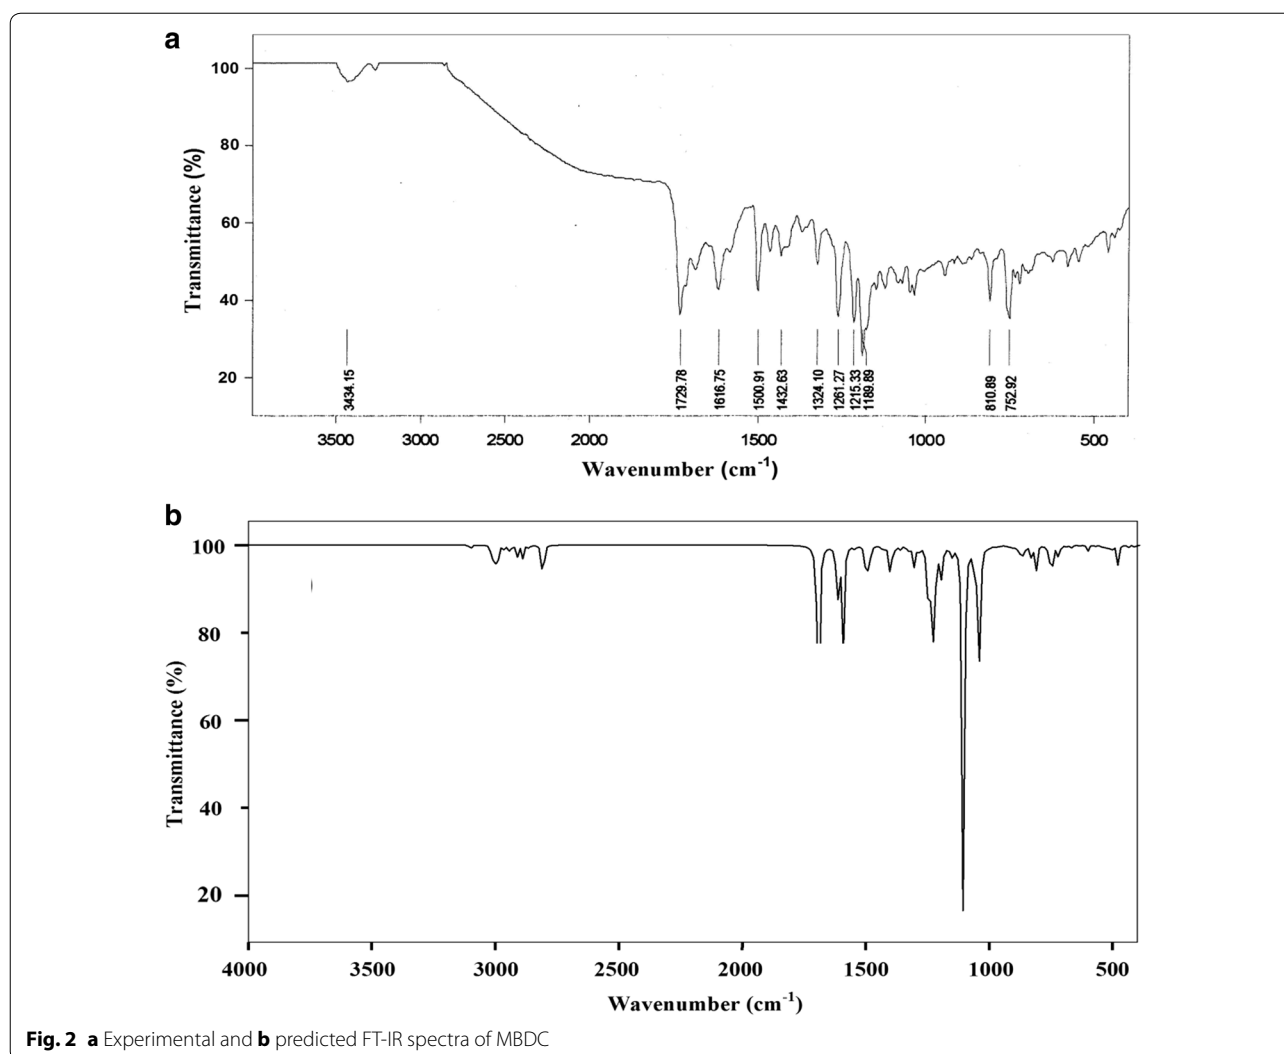 a
100
80
60
40
20
Transmittance (%)
3434.15
1729.78
1616.75
1500.91
1432.63
1324.10
1261.27
1215.33
1189.89
810.89
752.92
3500 3000 2000 1500 1000 500
Wavenumber (cm-1)
b
100
80
60
40
20
Transmittance (%)
4000 3500 3000 2500 2000 1500 1000 500
Wavenumber (cm-1)
Fig. 2 a Experimental and b predicted FT-IR spectra of MBDC